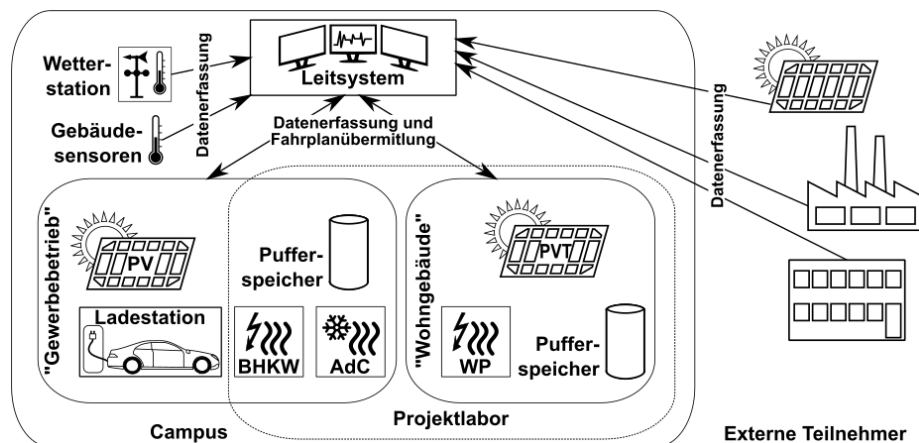 Wetter-
station
Gebäude-
sensoren
Datenerfassung
Leitsystem
Datenerfassung und
Fahrplanübermitlung
Datenerfassung
"Gewerbebetrieb"
PV
Ladestation
Puffer-
speicher
BHKW
AdC
"Wohngebäude"
PVT
WP
Puffer-
speicher
Projektlabor
Campus
Externe Teilnehmer